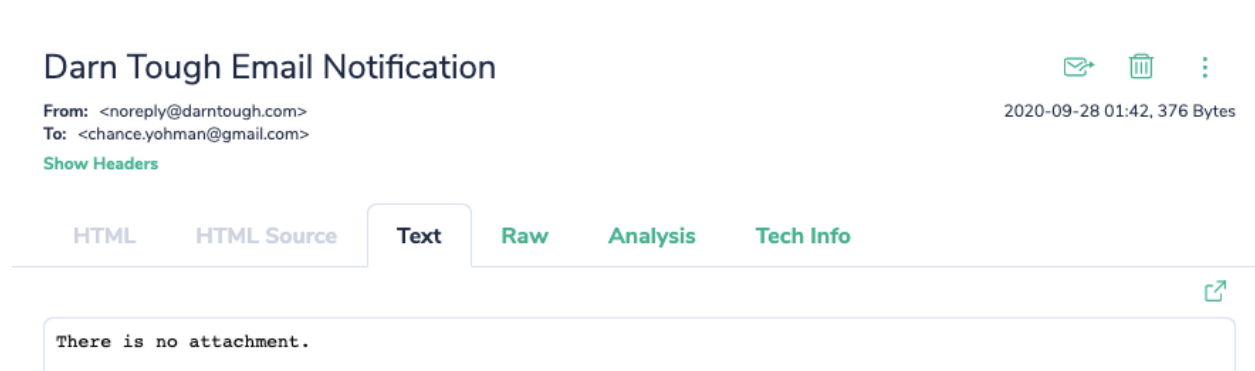 Darn Tough Email Notification
From: <noreply@darntough.com>
2020-09-28 01:42, 376 Bytes
To: <chance.yohman@gmail.com>
Show Headers
HTML HTML Source Text Raw Analysis Tech Info
There is no attachment.